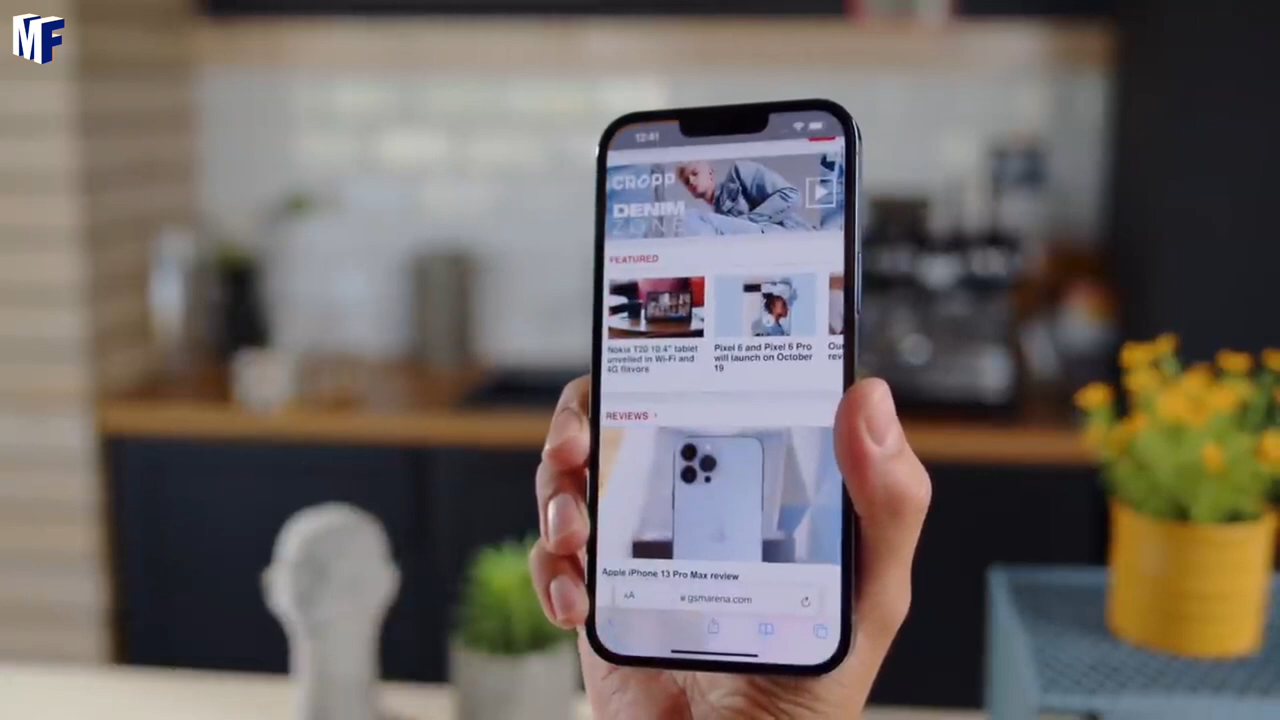 MF
12:41
CROPP
DENIM
ZONE
FEATURED
Nokia T20 10.4" tablet
unveiled in Wi-Fi and
4G flavors
Pixel 6 and Pixel 6 Pro
will launch on October
19
Our
rev
REVIEWS
Apple iPhone 13 Pro Max review
AA
gsmarena.com